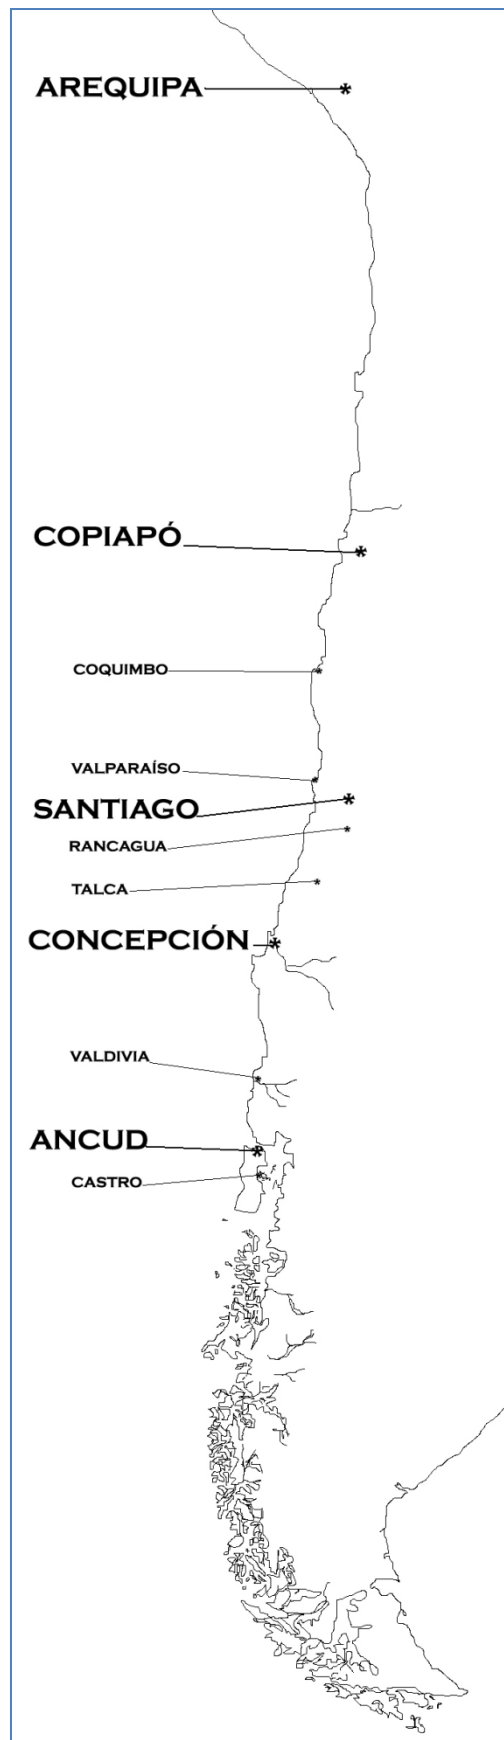 AREQUIPA
COPIAPÓ
COQUIMBO
VALPARAÍSO
SANTIAGO
RANCAGUA
TALCA
CONCEPCIÓN
VALDIVIA
ANCUD
CASTRO